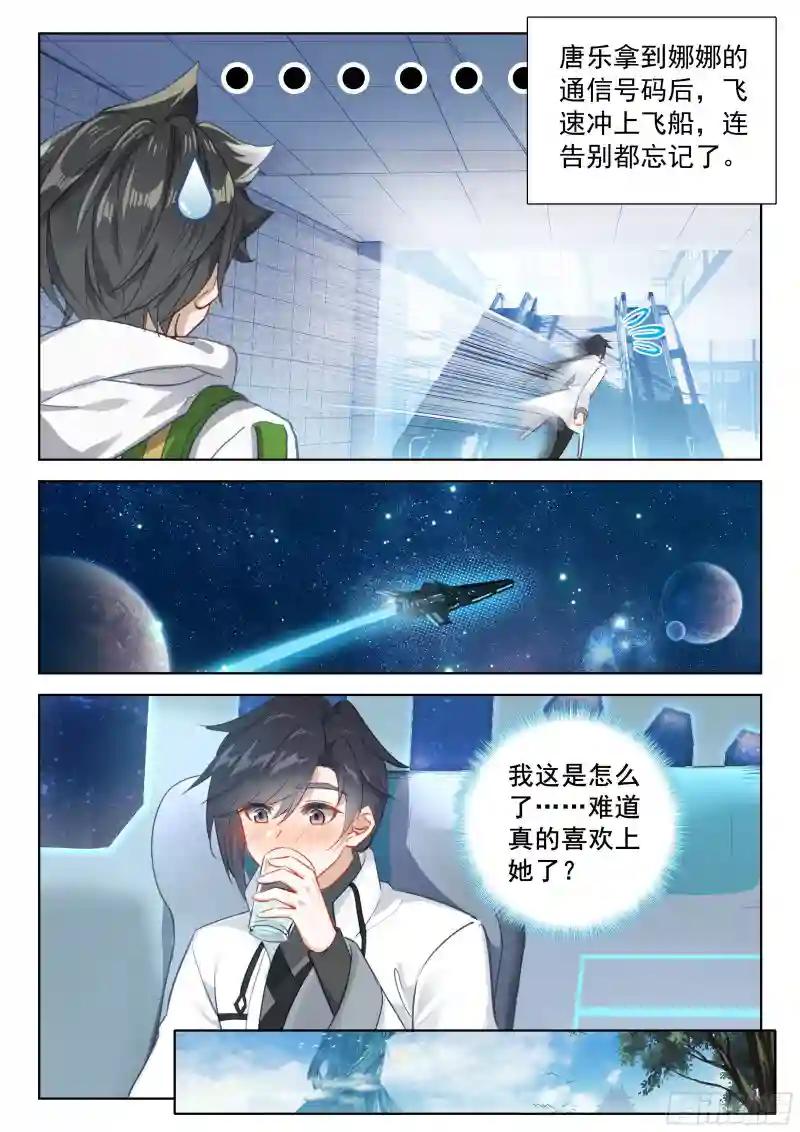 唐乐拿到娜娜的
通信号码后，飞
速冲上飞船，连
告别都忘记了。
我这是怎么
了……难道
真的喜欢上
她了？